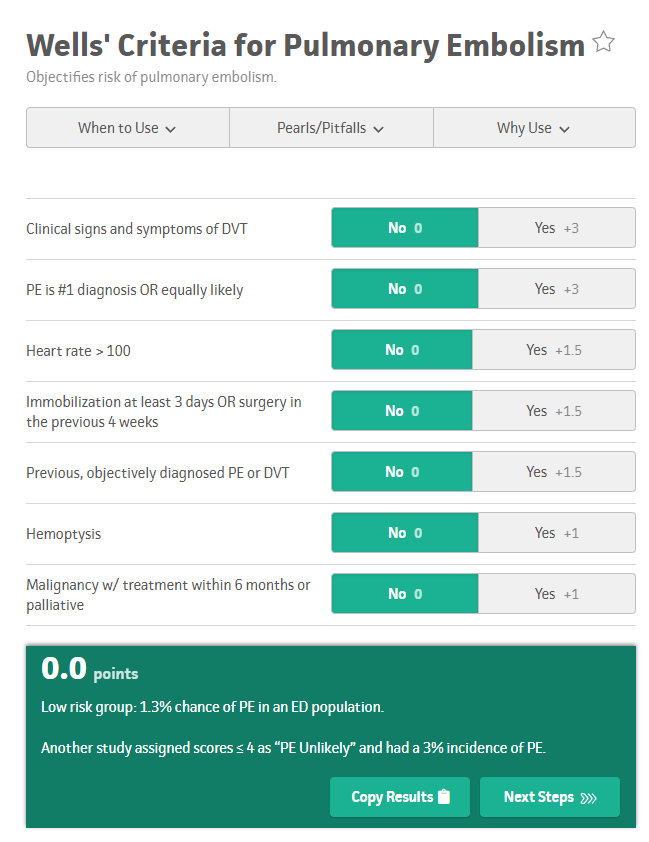 Wells' Criteria for Pulmonary Embolism
Objectifies risk of pulmonary embolism.
When to Use
Pearls/Pitfalls
Why Use
Clinical signs and symptoms of DVT
No 0
Yes +3
PE is #1 diagnosis OR equally likely
No 0
Yes +3
Heart rate > 100
No 0
Yes +1.5
Immobilization at least 3 days OR surgery in
the previous 4 weeks
No 0
Yes +1.5
Previous, objectively diagnosed PE or DVT
No 0
Yes +1.5
Hemoptysis
No 0
Yes +1
Malignancy w/ treatment within 6 months or
palliative
No 0
Yes +1
0.0 points
Low risk group: 1.3% chance of PE in an ED population.
Another study assigned scores ≤ 4 as “PE Unlikely” and had a 3% incidence of PE.
Copy Results
Next Steps